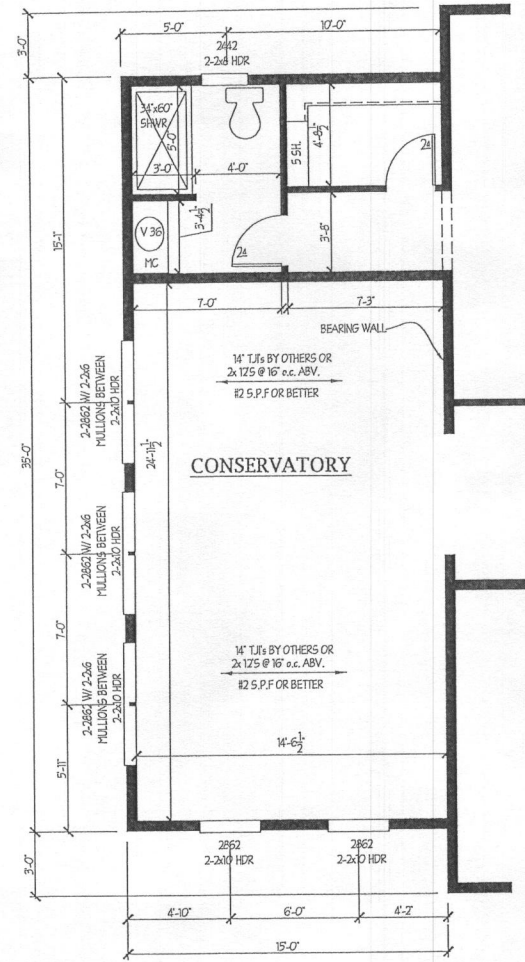 5'-0"
10'-0"
3'-0"
2442
2-2x8 HDR
34"x60"
SHWR
5'-0"
3'-0"
4'-0"
5 SH.
4'-8½"
2⁴
3'-4½"
V 36
MC
2⁴
3'-8"
15'-1"
7'-0"
7'-3"
BEARING WALL
14" TJI's BY OTHERS OR
2x 12'S @ 16" o.c. ABV.
#2 S.P.F OR BETTER
2-2862 W/ 2-2x6
MULLIONS BETWEEN
2-2x10 HDR
24'-11½"
CONSERVATORY
35'-0"
7'-0"
2-2862 W/ 2-2x6
MULLIONS BETWEEN
2-2x10 HDR
7'-0"
14" TJI's BY OTHERS OR
2x 12'S @ 16" o.c. ABV.
#2 S.P.F OR BETTER
2-2862 W/ 2-2x6
MULLIONS BETWEEN
2-2x10 HDR
5'-11"
14'-6½"
2862
2-2x10 HDR
2862
2-2x10 HDR
3'-0"
4'-10"
6'-0"
4'-2"
15'-0"